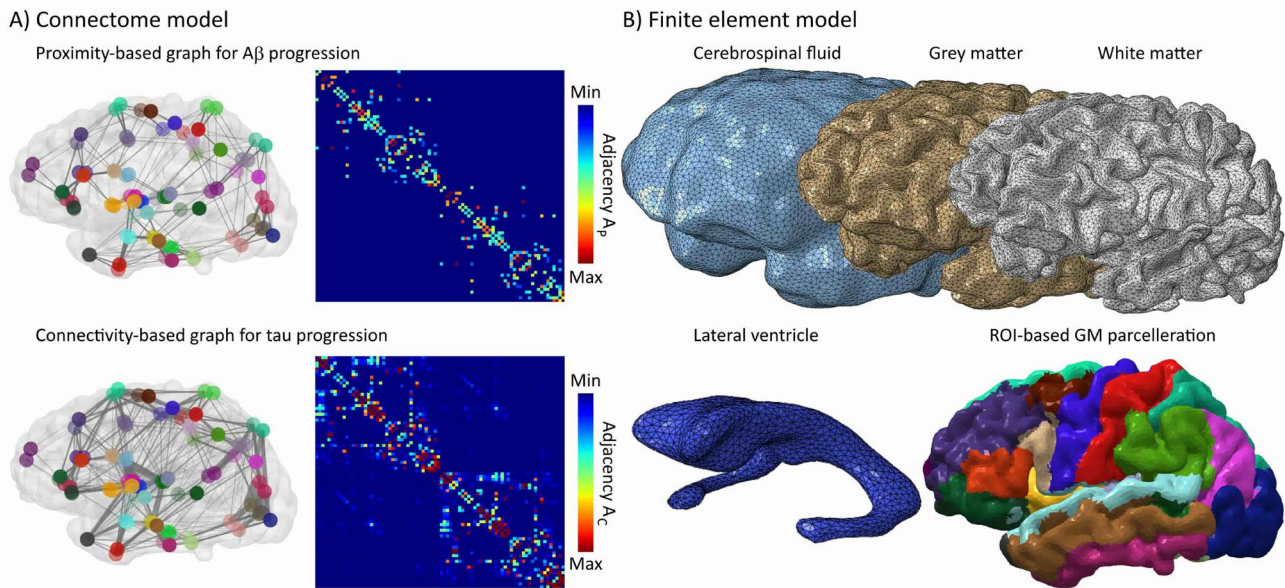 A) Connectome model
Proximity-based graph for Aβ progression
Min
Adjacency A_P
Max
Connectivity-based graph for tau progression
Min
Adjacency A_C
Max
B) Finite element model
Cerebrospinal fluid
Grey matter
White matter
Lateral ventricle
ROI-based GM parcelleration